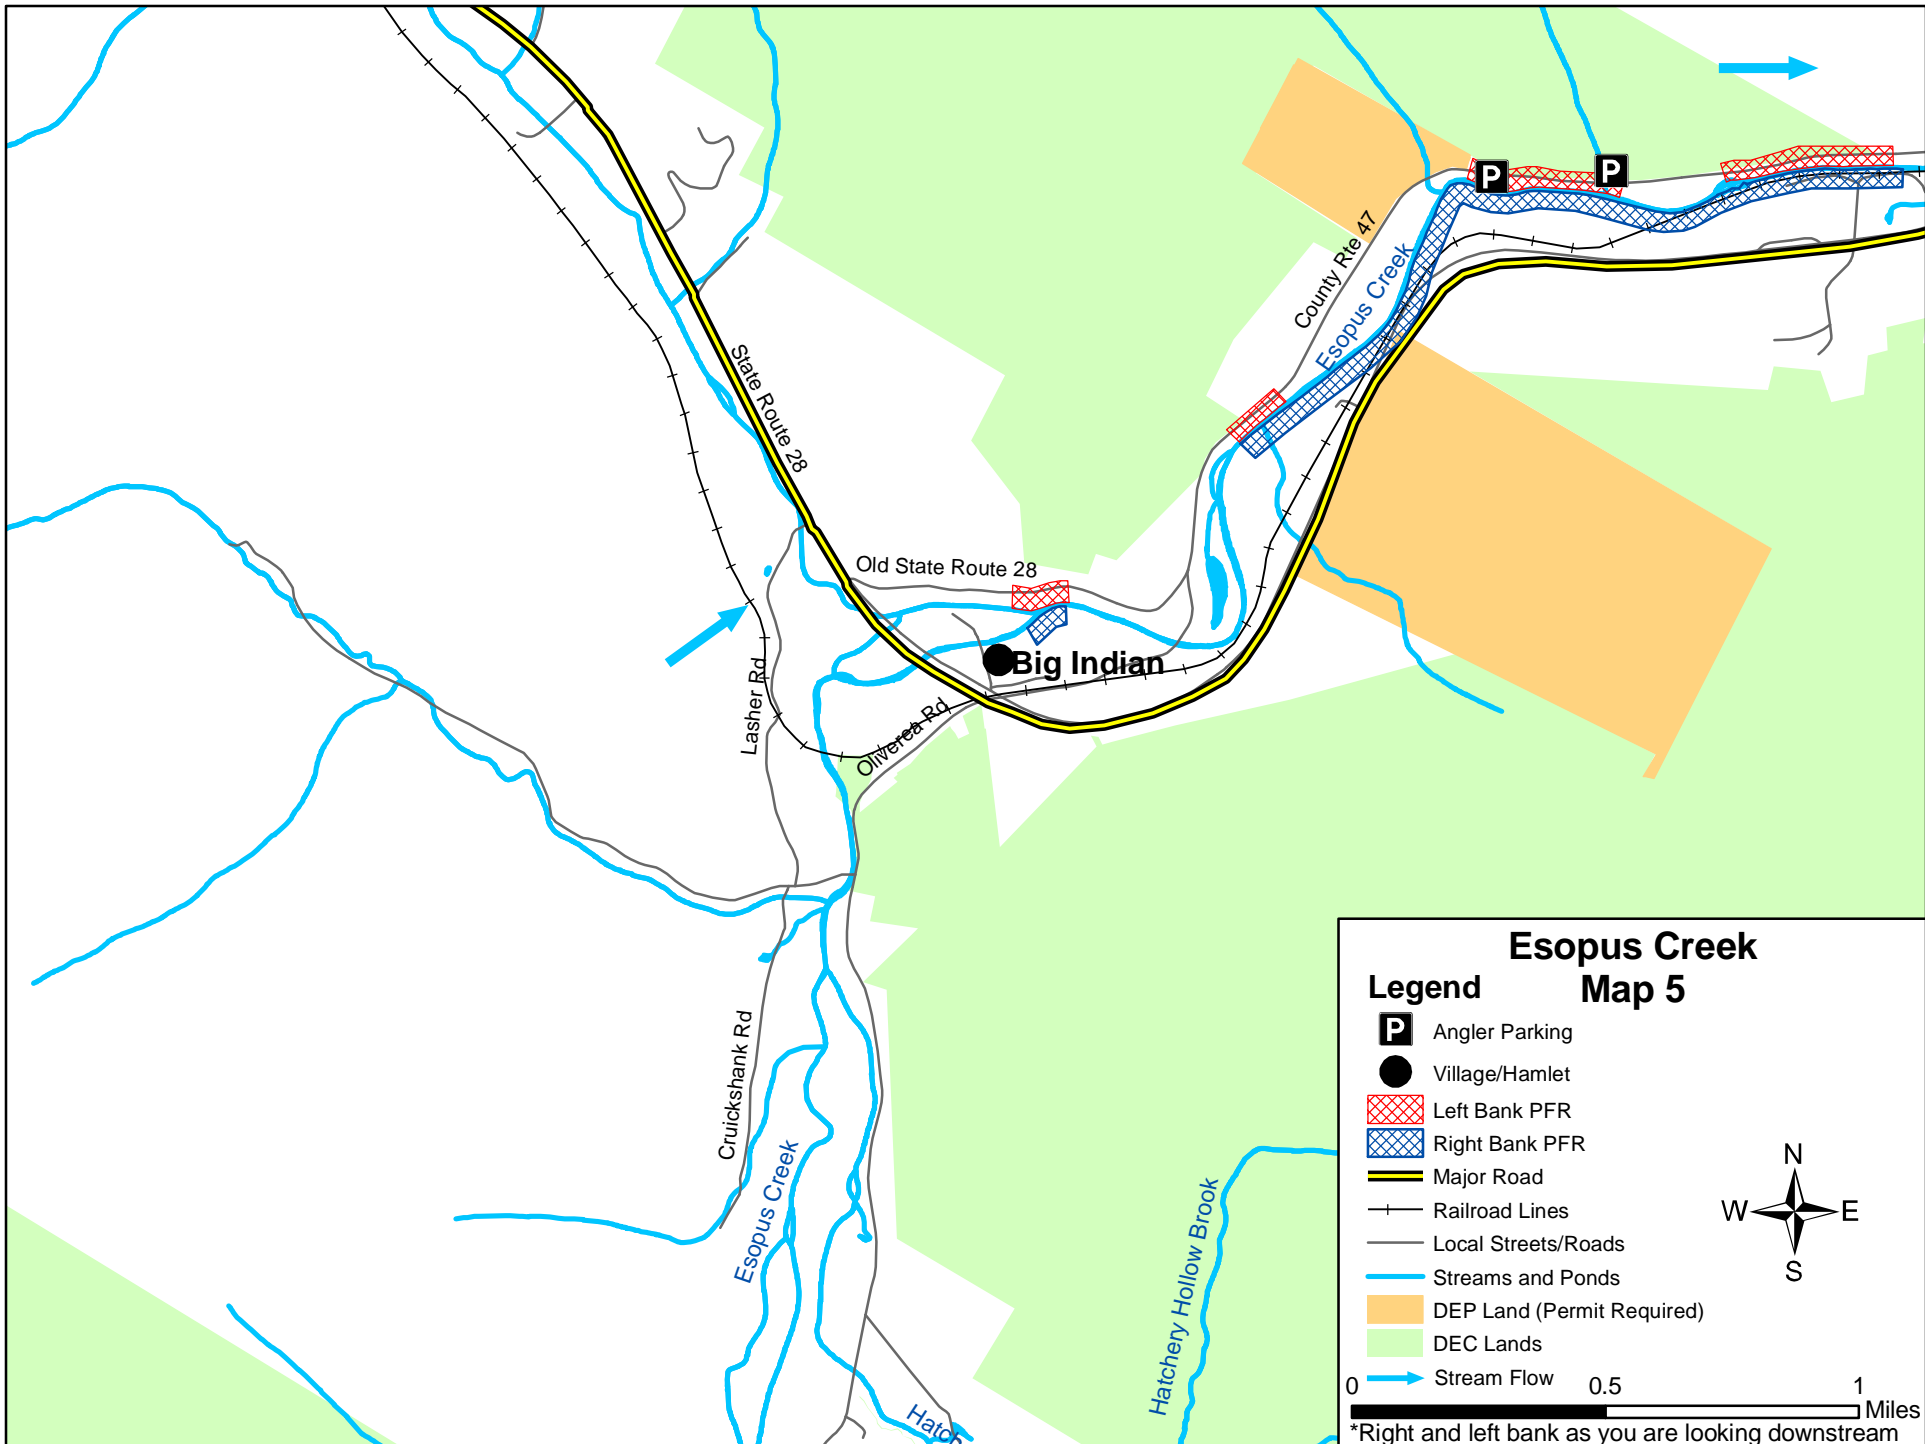 P
P
County Rte 47
Esopus Creek
State Route 28
Old State Route 28
Big Indian
Lasher Rd
Oliverea Rd
Cruickshank Rd
Esopus Creek
Hatchery Hollow Brook
Hatch
Esopus Creek
Map 5
Legend
P Angler Parking
Village/Hamlet
Left Bank PFR
Right Bank PFR
Major Road
Railroad Lines
Local Streets/Roads
Streams and Ponds
DEP Land (Permit Required)
DEC Lands
Stream Flow
N
W E
S
0 0.5 1
Miles
*Right and left bank as you are looking downstream